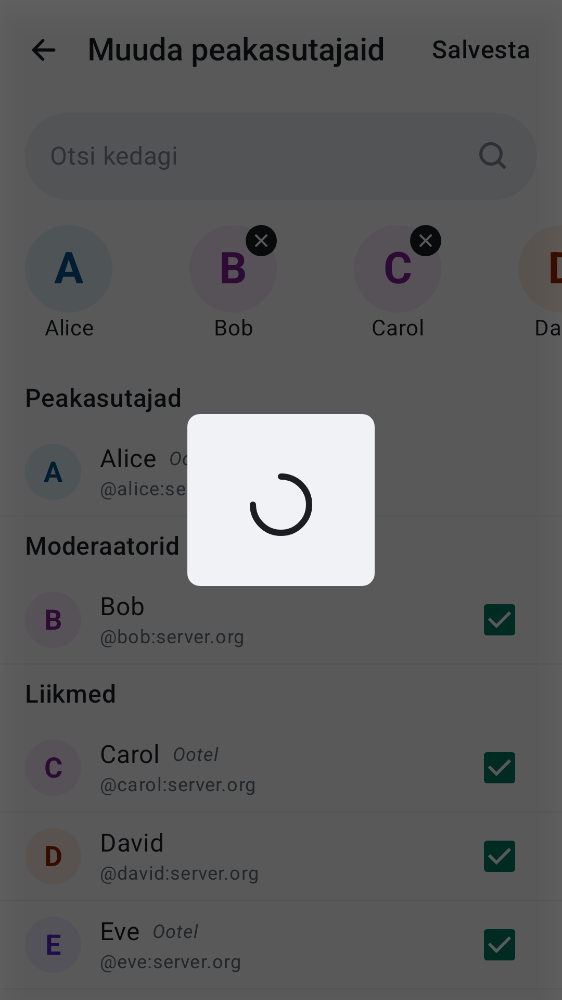 Muuda peakasutajaid
Salvesta
Otsi kedagi
A
B
C
D
Alice
Bob
Carol
Da
Peakasutajad
A
Alice
@alice:se
Moderaatorid
B
Bob
@bob:server.org
Liikmed
C
Carol Ootel
@carol:server.org
D
David
@david:server.org
E
Eve Ootel
@eve:server.org